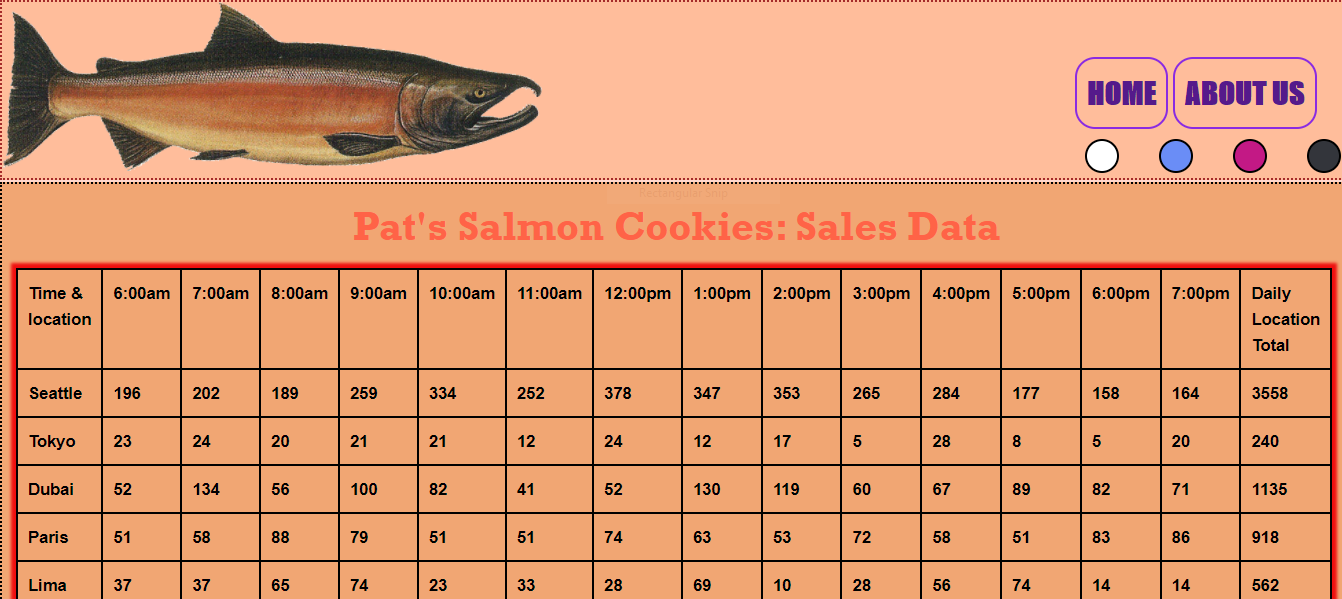 HOME ABOUT US
Rectangular Snip
Pat's Salmon Cookies: Sales Data
Time & location 6:00am 7:00am 8:00am 9:00am 10:00am 11:00am 12:00pm 1:00pm 2:00pm 3:00pm 4:00pm 5:00pm 6:00pm 7:00pm Daily Location Total
Seattle 196 202 189 259 334 252 378 347 353 265 284 177 158 164 3558
Tokyo 23 24 20 21 21 12 24 12 17 5 28 8 5 20 240
Dubai 52 134 56 100 82 41 52 130 119 60 67 89 82 71 1135
Paris 51 58 88 79 51 51 74 63 53 72 58 51 83 86 918
Lima 37 37 65 74 23 33 28 69 10 28 56 74 14 14 562